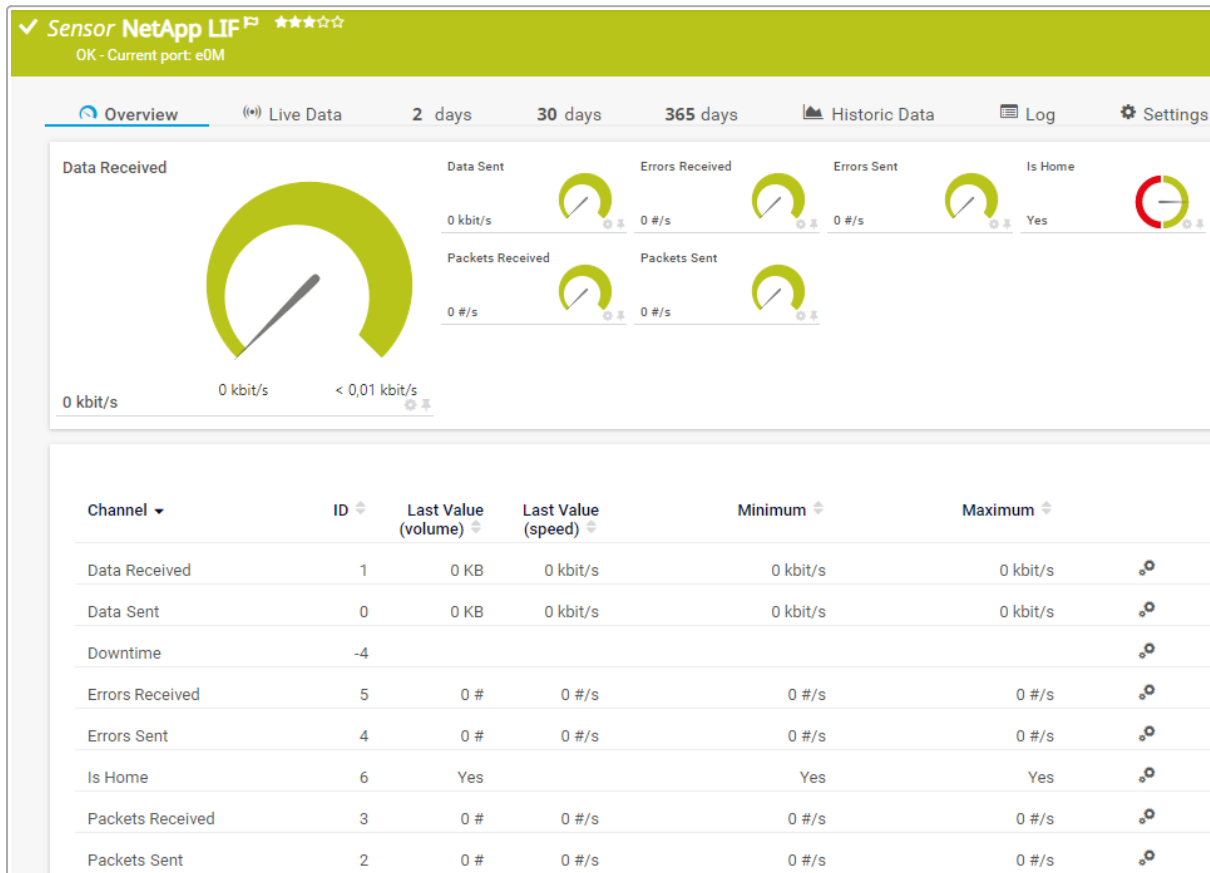 Sensor NetApp LIF
OK - Current port: e0M
Overview Live Data 2 days 30 days 365 days Historic Data Log Settings
Data Received
0 kbit/s < 0,01 kbit/s
0 kbit/s
Data Sent
0 kbit/s
Errors Received
0 #/s
Errors Sent
0 #/s
Is Home
Yes
Packets Received
0 #/s
Packets Sent
0 #/s
Channel ID Last Value (volume) Last Value (speed) Minimum Maximum
Data Received 1 0 KB 0 kbit/s 0 kbit/s 0 kbit/s
Data Sent 0 0 KB 0 kbit/s 0 kbit/s 0 kbit/s
Downtime -4
Errors Received 5 0 # 0 #/s 0 #/s 0 #/s
Errors Sent 4 0 # 0 #/s 0 #/s 0 #/s
Is Home 6 Yes Yes Yes
Packets Received 3 0 # 0 #/s 0 #/s 0 #/s
Packets Sent 2 0 # 0 #/s 0 #/s 0 #/s